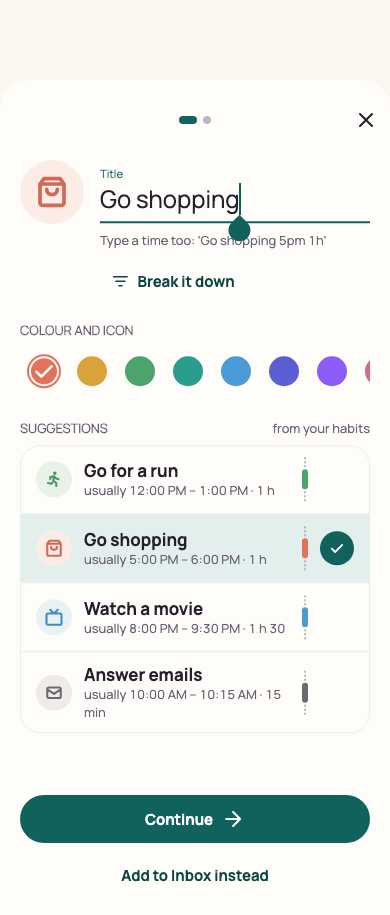 Title
Go shopping
Type a time too: 'Go shopping 5pm 1h'
Break it down
COLOUR AND ICON
SUGGESTIONS
from your habits
Go for a run
usually 12:00 PM – 1:00 PM · 1 h
Go shopping
usually 5:00 PM – 6:00 PM · 1 h
Watch a movie
usually 8:00 PM – 9:30 PM · 1 h 30
Answer emails
usually 10:00 AM – 10:15 AM · 15
min
Continue
Add to Inbox instead